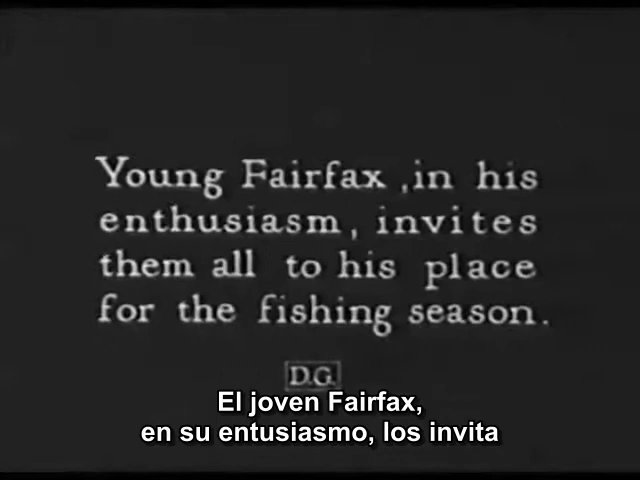 Young Fairfax ,in his
enthusiasm, invites
them all to his place
for the fishing season.
D.G.
El joven Fairfax,
en su entusiasmo, los invita